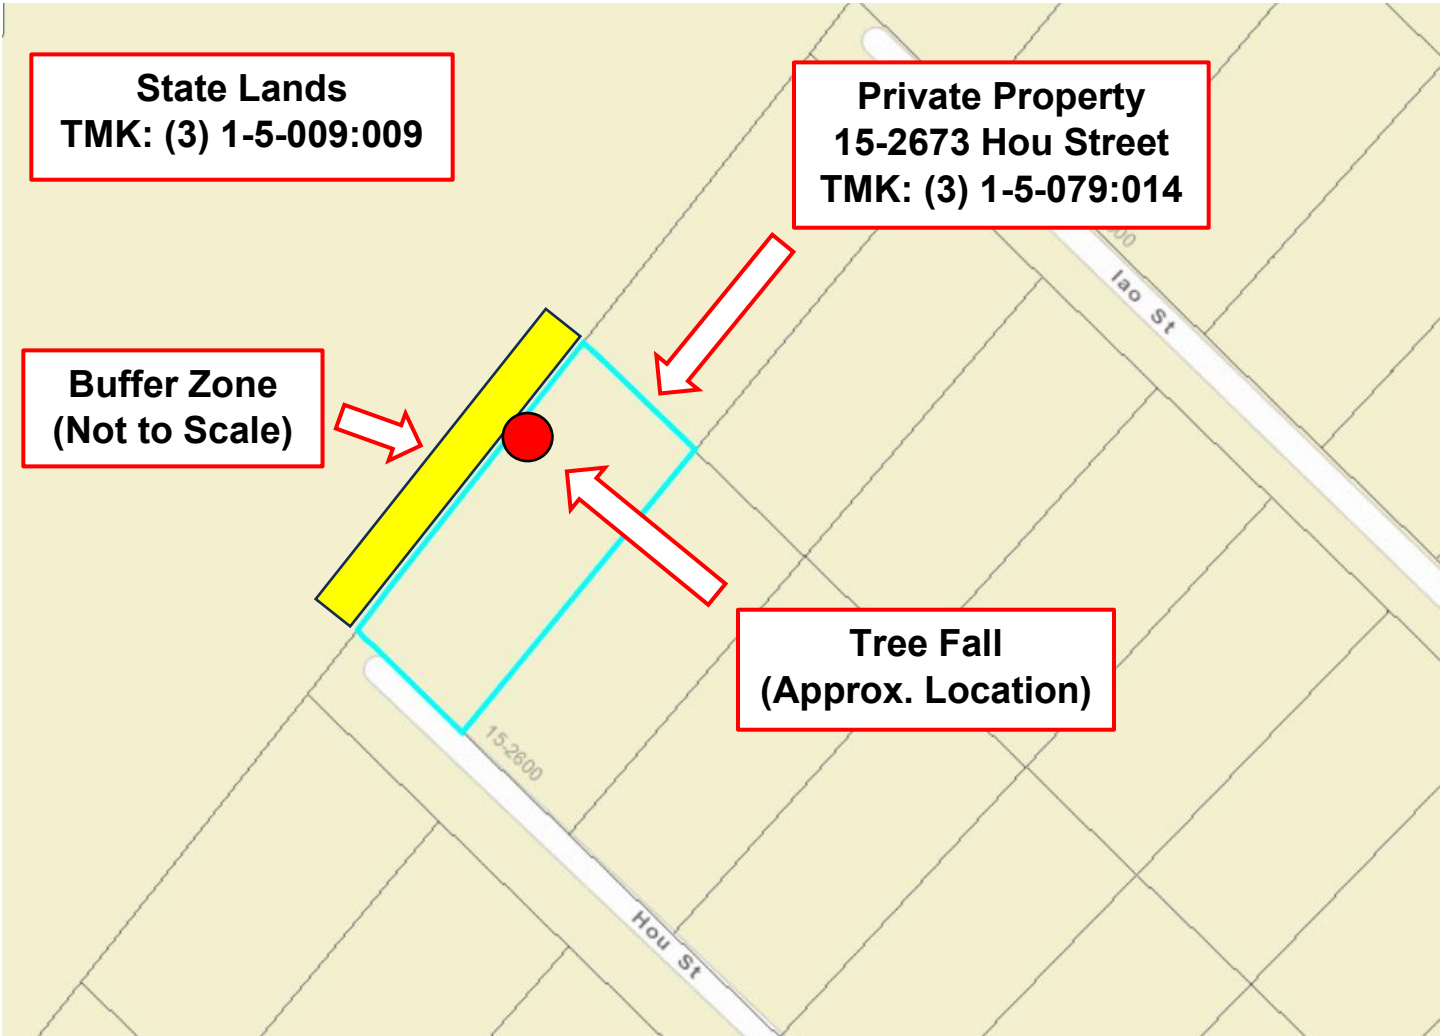 State Lands
TMK: (3) 1-5-009:009
Private Property
15-2673 Hou Street
TMK: (3) 1-5-079:014
Iao St
Buffer Zone
(Not to Scale)
Tree Fall
(Approx. Location)
15-2600
Hou St